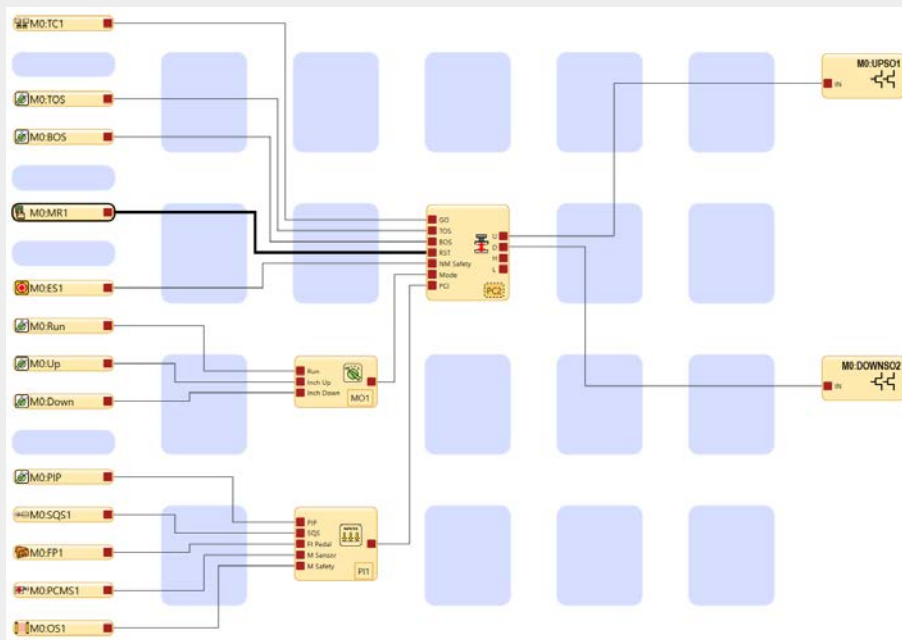 M0:TC1
M0:TOS
M0:BOS
M0:MR1
M0:ES1
M0:Run
M0:Up
M0:Down
M0:PIP
M0:SQS1
M0:FP1
M0:PCMS1
M0:OS1
Run
Inch Up
Inch Down
MO1
PIP
SQS
Ft Pedal
M Sensor
M Safety
INPUTS
PI1
GO
TOS
BOS
RST
NM Safety
Mode
PCI
U
D
H
L
PC2
M0:UPSO1
IN
M0:DOWNSO2
IN